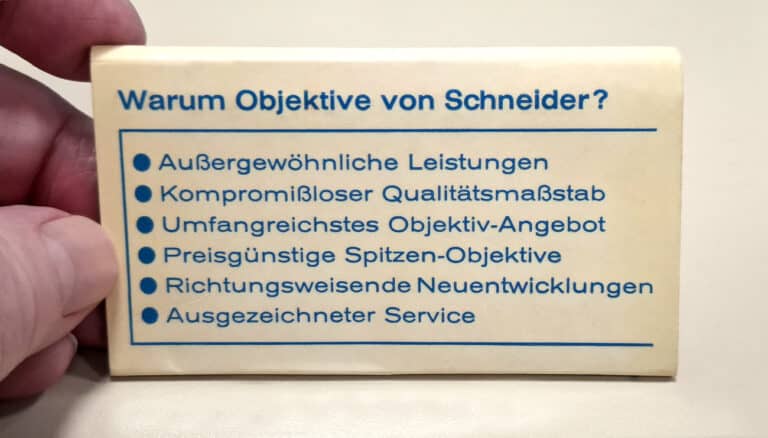 Warum Objektive von Schneider?
● Außergewöhnliche Leistungen
● Kompromißloser Qualitätsmaßstab
● Umfangreichstes Objektiv-Angebot
● Preisgünstige Spitzen-Objektive
● Richtungsweisende Neuentwicklungen
● Ausgezeichneter Service